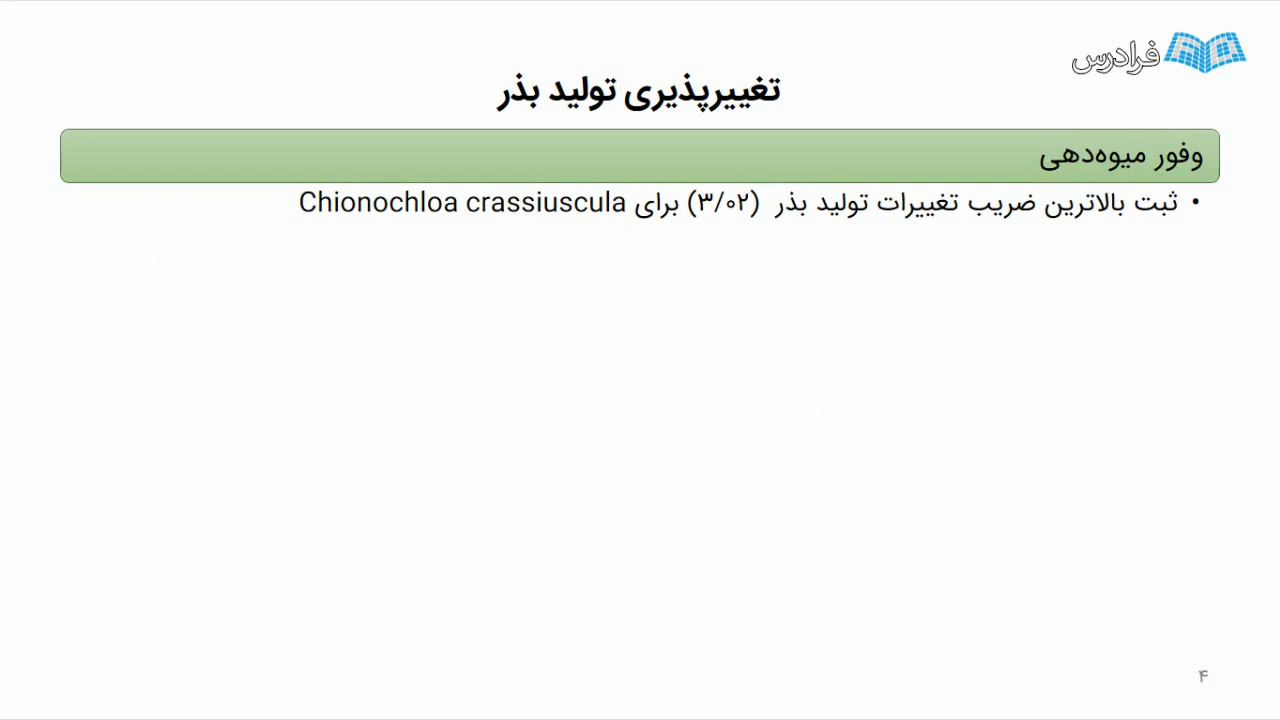 فرادرس
تغییرپذیری تولید بذر
وفور میوه‌دهی
• ثبت بالاترین ضریب تغییرات تولید بذر (۳/۰۲) برای Chionochloa crassiuscula
۴